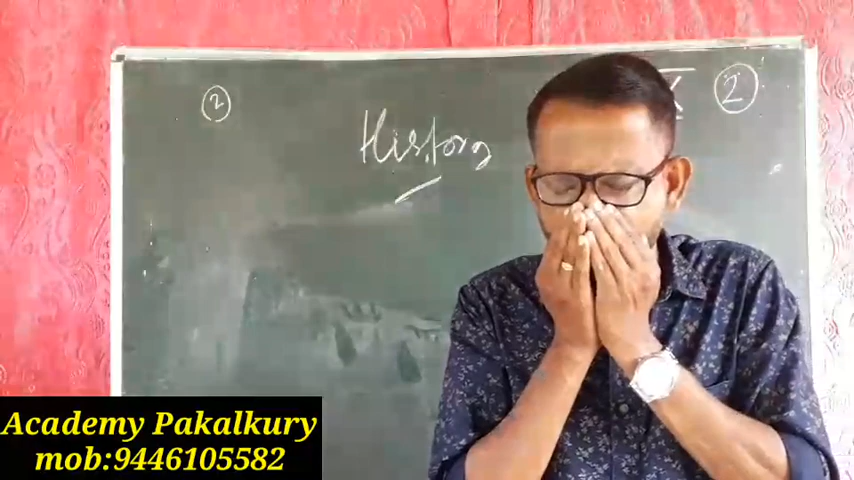 ② History X ②
Academy Pakalkury
mob:9446105582